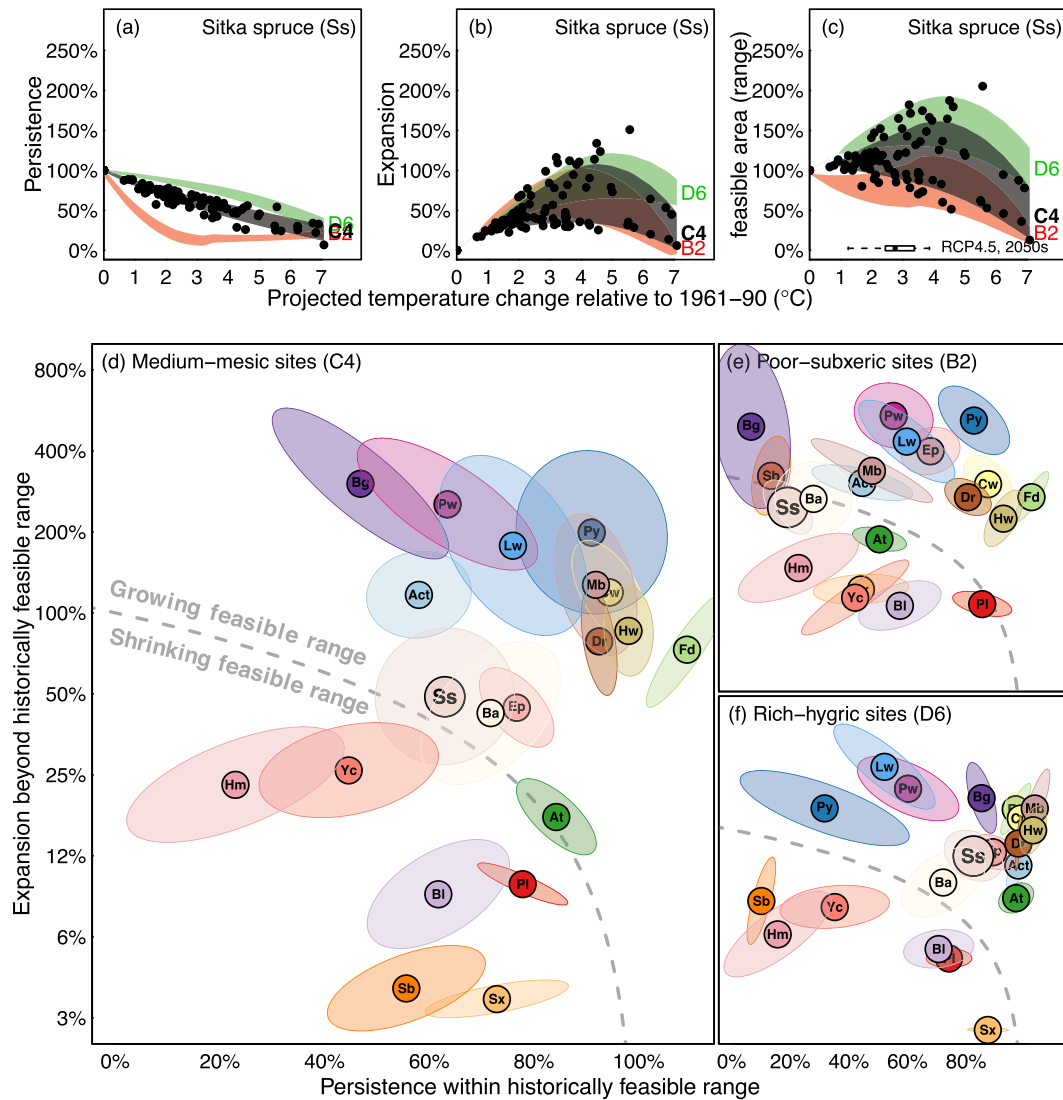 (a) Sitka spruce (Ss)
Persistence
250%
200%
150%
100%
50%
0%
D6
C4
B2
0 1 2 3 4 5 6 7
(b) Sitka spruce (Ss)
Expansion
250%
200%
150%
100%
50%
0%
D6
C4
B2
0 1 2 3 4 5 6 7
(c) Sitka spruce (Ss)
feasible area (range)
250%
200%
150%
100%
50%
0%
D6
C4
B2
RCP4.5, 2050s
0 1 2 3 4 5 6 7
Projected temperature change relative to 1961−90 (°C)
(d) Medium−mesic sites (C4)
Expansion beyond historically feasible range
800%
400%
200%
100%
50%
25%
12%
6%
3%
Growing feasible range
Shrinking feasible range
Bg
Pw
Py
Lw
Act
Mb
Dr
Hw
Fd
Ss
Ba
Ep
Hm
Yc
At
Bl
Pl
Sb
Sx
0% 20% 40% 60% 80% 100%
(e) Poor−subxeric sites (B2)
Bg
Pw
Py
Lw
Ep
Sb
Mb
Act
Cw
Dr
Fd
Ss
Ba
Hw
At
Hm
Yc
Bl
Pl
(f) Rich−hygric sites (D6)
Lw
Pw
Bg
Py
Mb
Hw
Ss
Act
Ba
At
Sb
Yc
Hm
Bl
Sx
0% 20% 40% 60% 80%
Persistence within historically feasible range